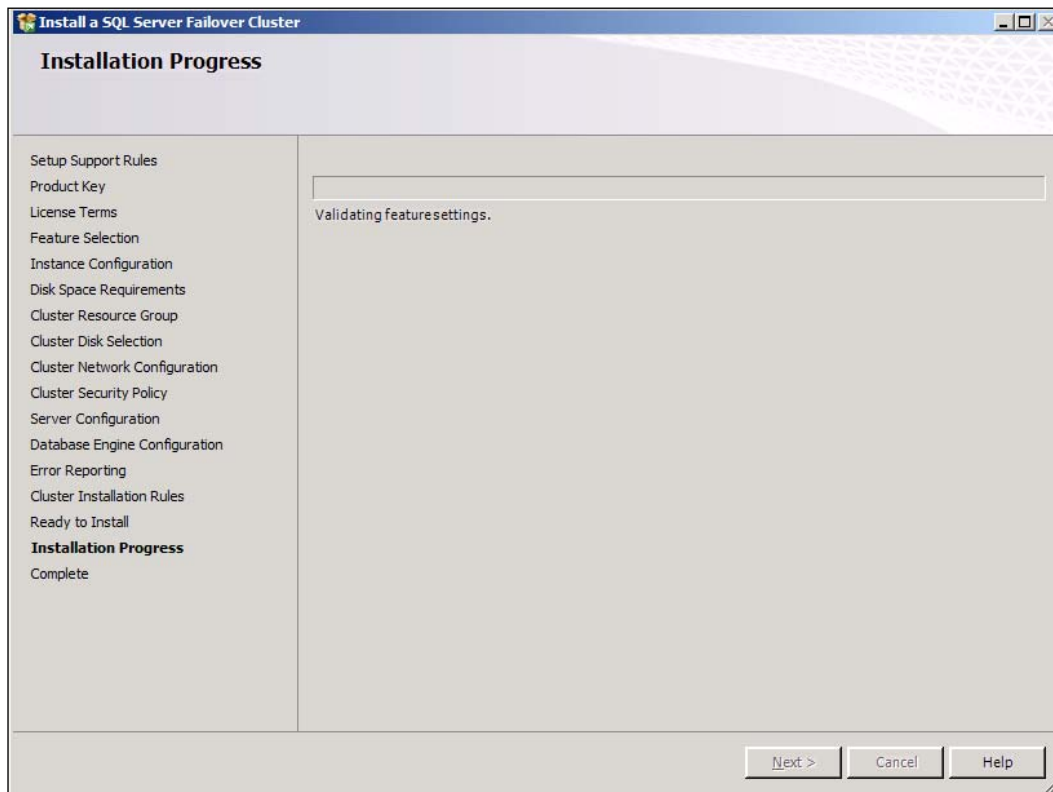 Install a SQL Server Failover Cluster
Installation Progress
Setup Support Rules
Product Key
License Terms
Feature Selection
Instance Configuration
Disk Space Requirements
Cluster Resource Group
Cluster Disk Selection
Cluster Network Configuration
Cluster Security Policy
Server Configuration
Database Engine Configuration
Error Reporting
Cluster Installation Rules
Ready to Install
Installation Progress
Complete
Validating feature settings.
Next >
Cancel
Help